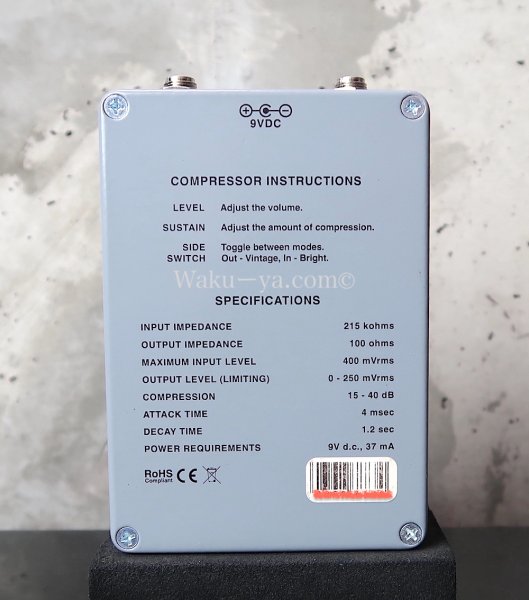 9VDC
COMPRESSOR INSTRUCTIONS
LEVEL Adjust the volume.
SUSTAIN Adjust the amount of compression.
SIDE Toggle between modes.
SWITCH Out - Vintage, In - Bright.
Waku-ya.com©
SPECIFICATIONS
INPUT IMPEDANCE 215 kohms
OUTPUT IMPEDANCE 100 ohms
MAXIMUM INPUT LEVEL 400 mVrms
OUTPUT LEVEL (LIMITING) 0 - 250 mVrms
COMPRESSION 15 - 40 dB
ATTACK TIME 4 msec
DECAY TIME 1.2 sec
POWER REQUIREMENTS 9V d.c., 37 mA
RoHS CE
Compliant